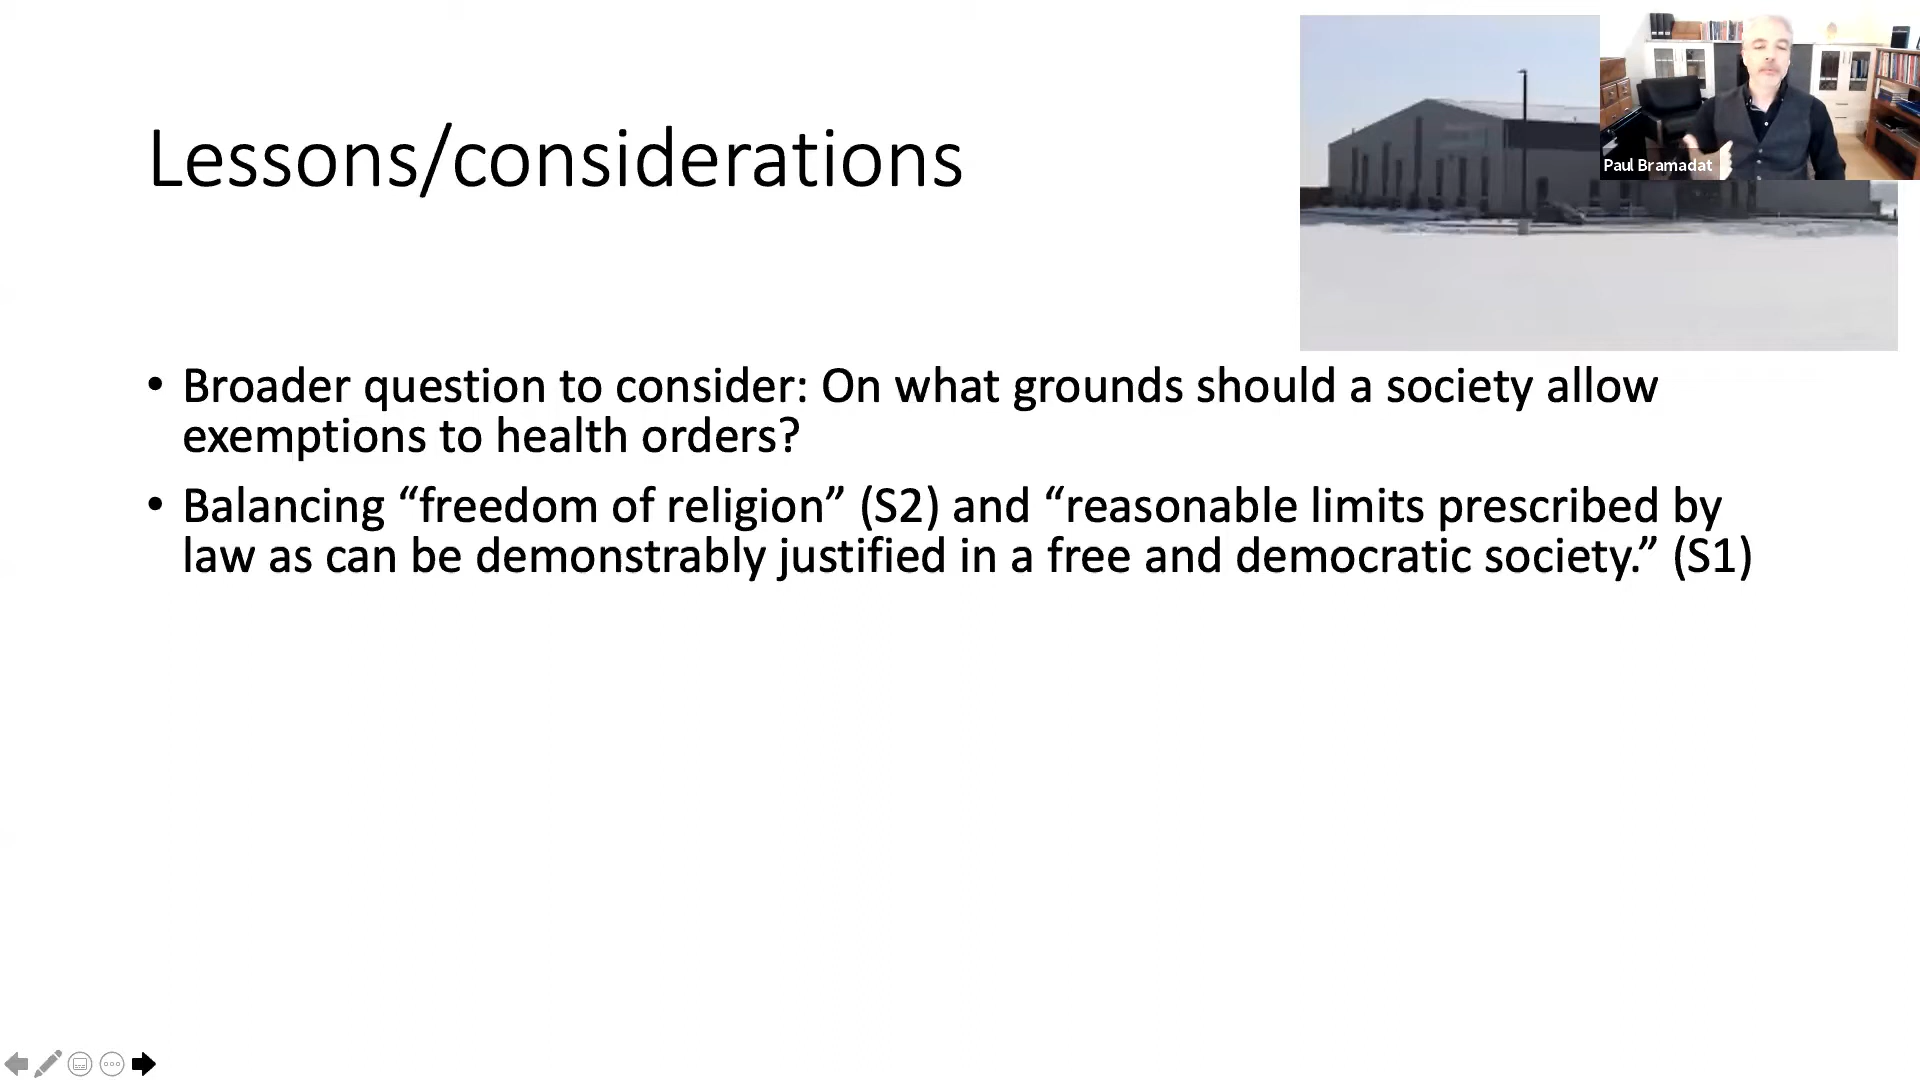 Lessons/considerations
Paul Bramadat
• Broader question to consider: On what grounds should a society allow
exemptions to health orders?
• Balancing “freedom of religion” (S2) and “reasonable limits prescribed by
law as can be demonstrably justified in a free and democratic society.” (S1)